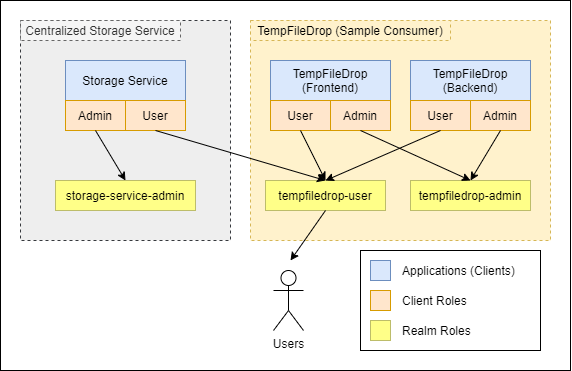 Centralized Storage Service
TempFileDrop (Sample Consumer)
Storage Service
Admin
User
TempFileDrop
(Frontend)
User
Admin
TempFileDrop
(Backend)
User
Admin
storage-service-admin
tempfiledrop-user
tempfiledrop-admin
Users
Applications (Clients)
Client Roles
Realm Roles